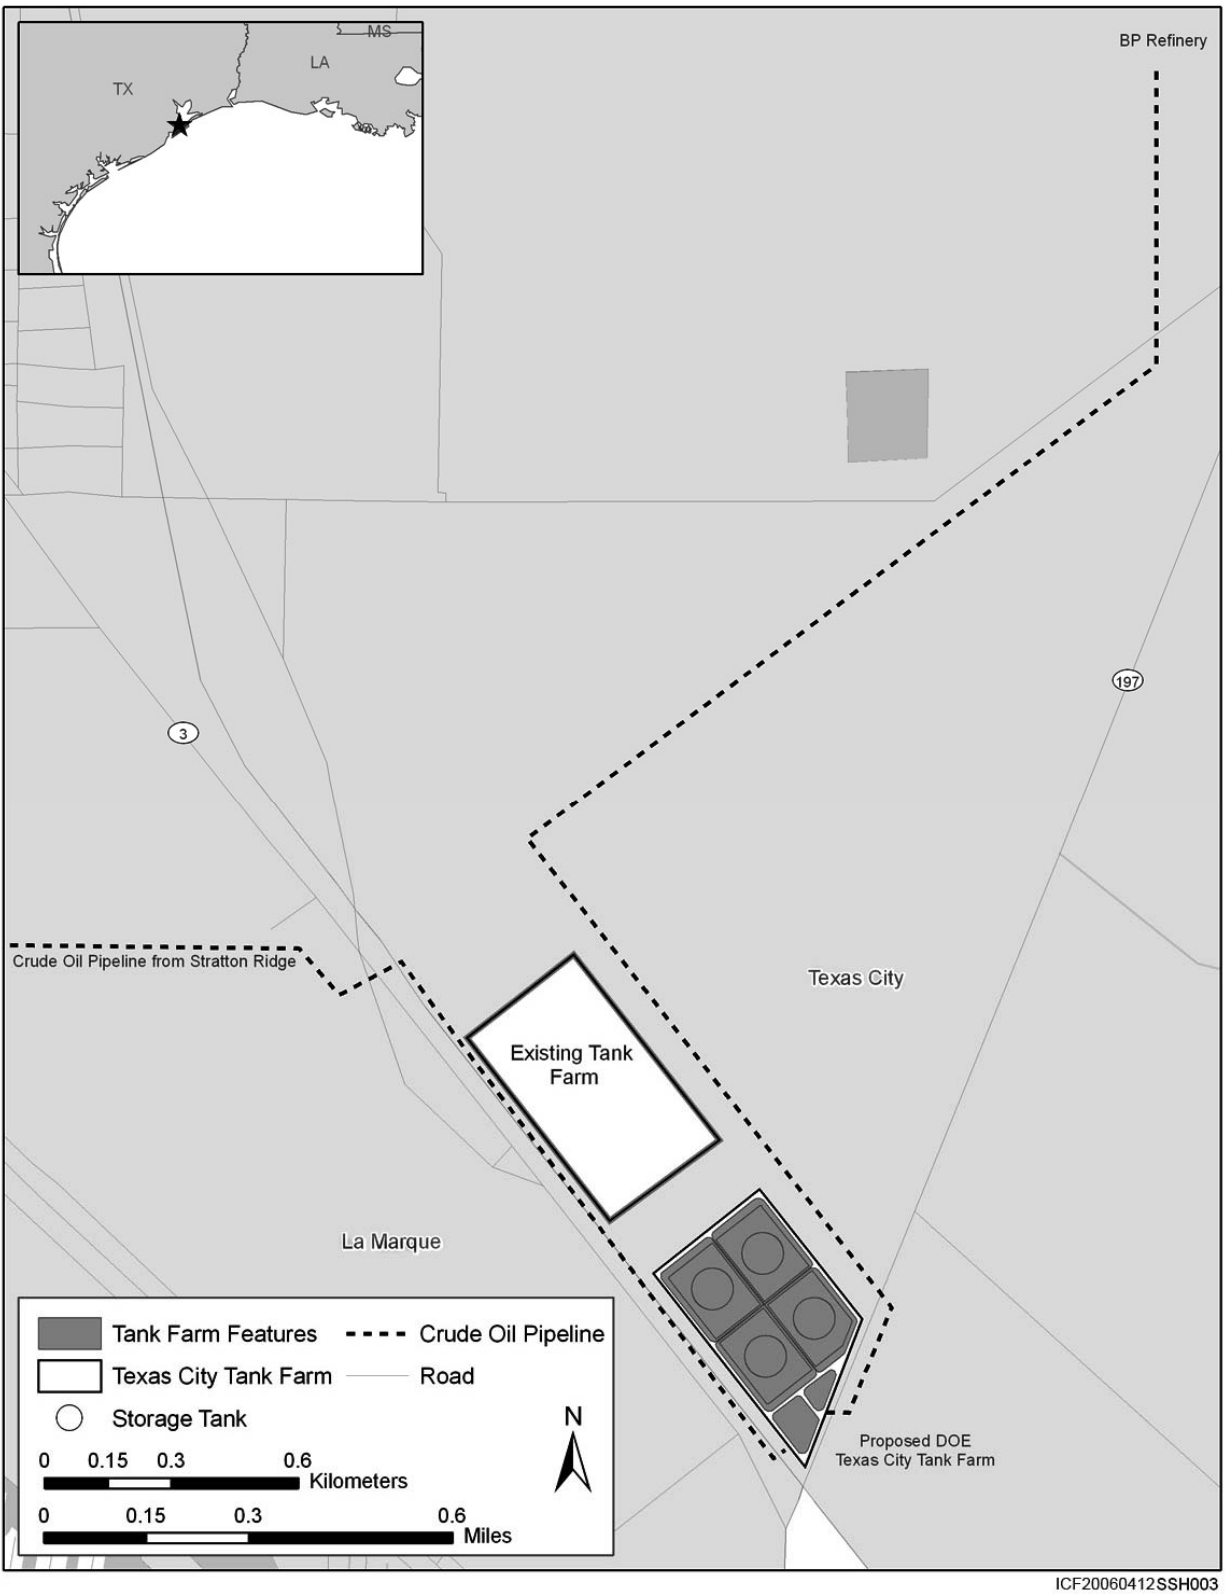 MS
LA
TX
BP Refinery
197
3
Crude Oil Pipeline from Stratton Ridge
Texas City
Existing Tank
Farm
La Marque
Tank Farm Features
Crude Oil Pipeline
Texas City Tank Farm
Road
Storage Tank
N
0 0.15 0.3 0.6
Kilometers
0 0.15 0.3 0.6
Miles
Proposed DOE
Texas City Tank Farm
ICF20060412SSH003